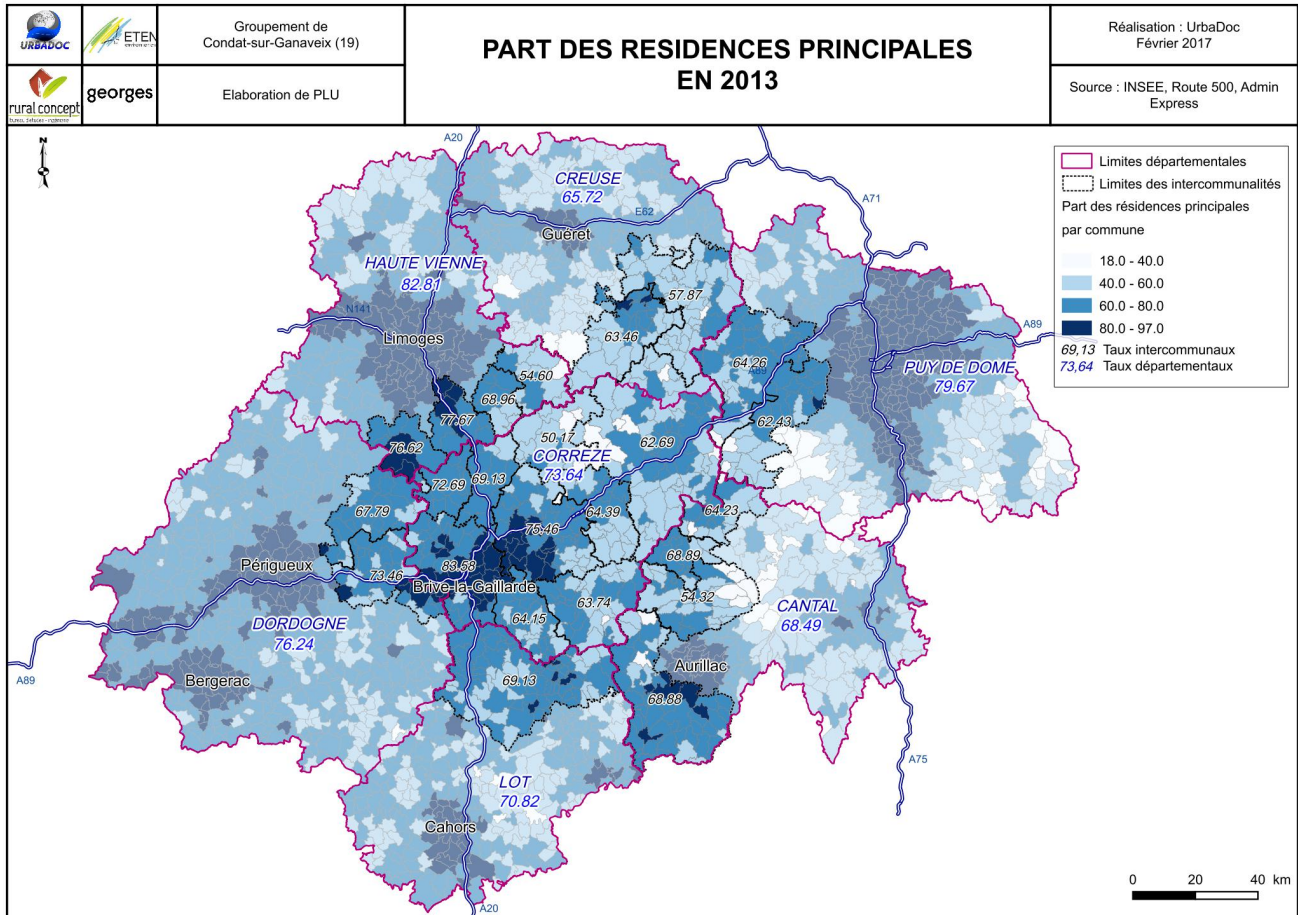 URBADOC
ETEN
environnement
Groupement de
Condat-sur-Ganaveix (19)
rural concept
georges
Elaboration de PLU
PART DES RESIDENCES PRINCIPALES
EN 2013
Réalisation : UrbaDoc
Février 2017
Source : INSEE, Route 500, Admin
Express
N
Limites départementales
Limites des intercommunalités
Part des résidences principales
par commune
18.0 - 40.0
40.0 - 60.0
60.0 - 80.0
80.0 - 97.0
69,13 Taux intercommunaux
73,64 Taux départementaux
A20
CREUSE
65.72
A71
E62
Guéret
HAUTE VIENNE
82.81
57.87
N141
Limoges
63.46
A89
64.26
A89
PUY DE DOME
79.67
54.60
68.96
77.67
62.43
50.17
62.69
76.62
CORREZE
73.64
72.69
69.13
67.79
64.39
64.23
75.46
68.89
Périgueux
73.46
83.58
Brive-la-Gaillarde
54.32
63.74
64.15
CANTAL
68.49
DORDOGNE
76.24
Aurillac
A89
Bergerac
69.13
68.88
A75
LOT
70.82
Cahors
A20
0 20 40 km